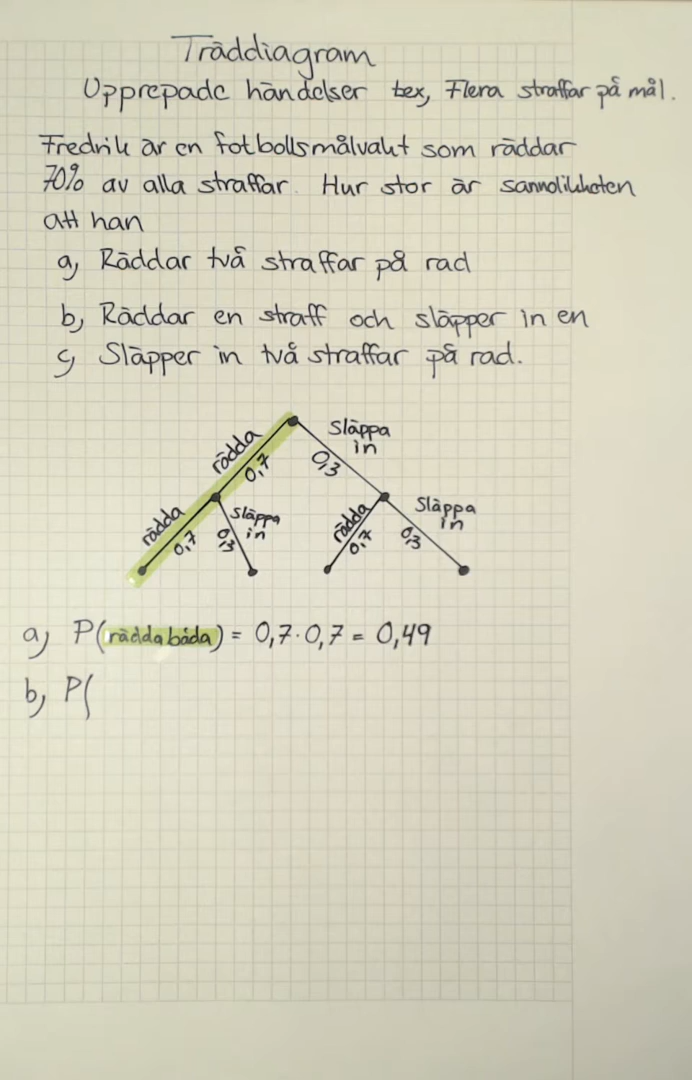 Träddiagram
Upprepade händelser tex, Flera straffar på mål.
Fredrik är en fotbollsmålvakt som räddar
70% av alla straffar. Hur stor är sannolikheten
att han
a, Räddar två straffar på rad
b, Räddar en straff och släpper in en
c, Släpper in två straffar på rad.
rädda
0,7
Släppa
in
0,3
rädda
0,7
Släppa
in
0,3
rädda
0,7
Släppa
in
0,3
a) P(rädda båda) = 0,7·0,7 = 0,49
b, P(